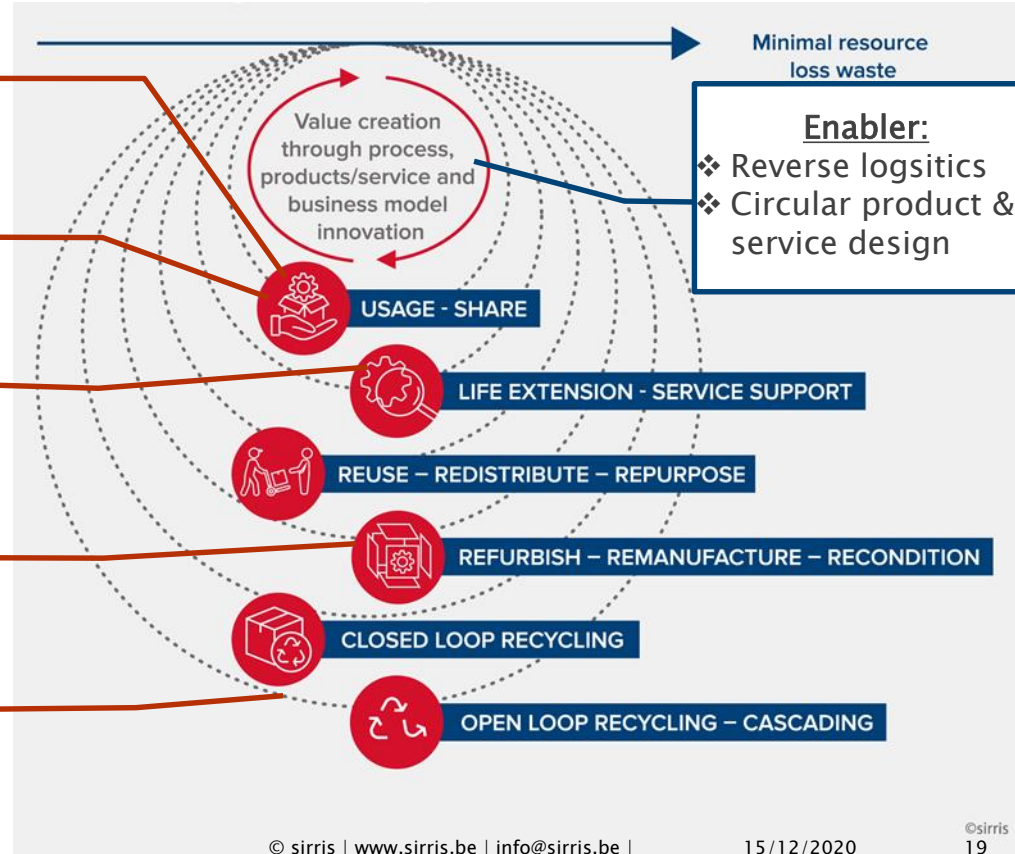 Minimal resource
loss waste
Enabler:
❖ Reverse logsitics
❖ Circular product &
service design
Value creation
through process,
products/service and
business model
innovation
USAGE - SHARE
LIFE EXTENSION - SERVICE SUPPORT
REUSE – REDISTRIBUTE – REPURPOSE
REFURBISH – REMANUFACTURE – RECONDITION
CLOSED LOOP RECYCLING
OPEN LOOP RECYCLING – CASCADING
©sirris
© sirris | www.sirris.be | info@sirris.be | 15/12/2020 19